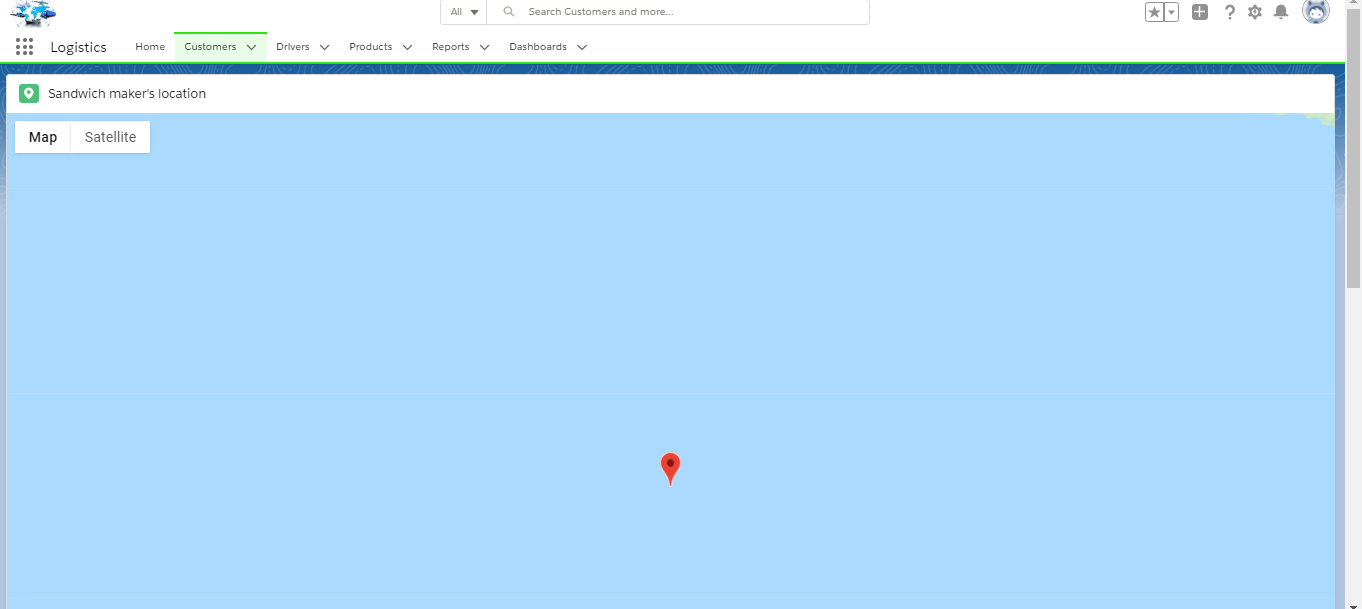 All Search Customers and more...
Logistics Home Customers Drivers Products Reports Dashboards
Sandwich maker's location
Map Satellite